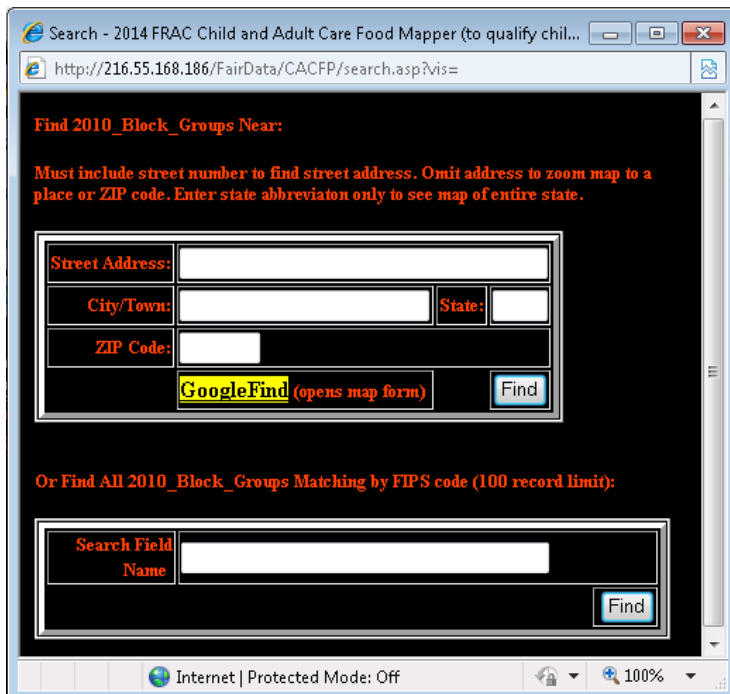 Search - 2014 FRAC Child and Adult Care Food Mapper (to qualify chil...
http://216.55.168.186/FairData/CACFP/search.asp?vis=
Find 2010_Block_Groups Near:
Must include street number to find street address. Omit address to zoom map to a
place or ZIP code. Enter state abbreviaton only to see map of entire state.
Street Address:
City/Town: State:
ZIP Code:
GoogleFind (opens map form) Find
Or Find All 2010_Block_Groups Matching by FIPS code (100 record limit):
Search Field
Name
Find
Internet | Protected Mode: Off 100%